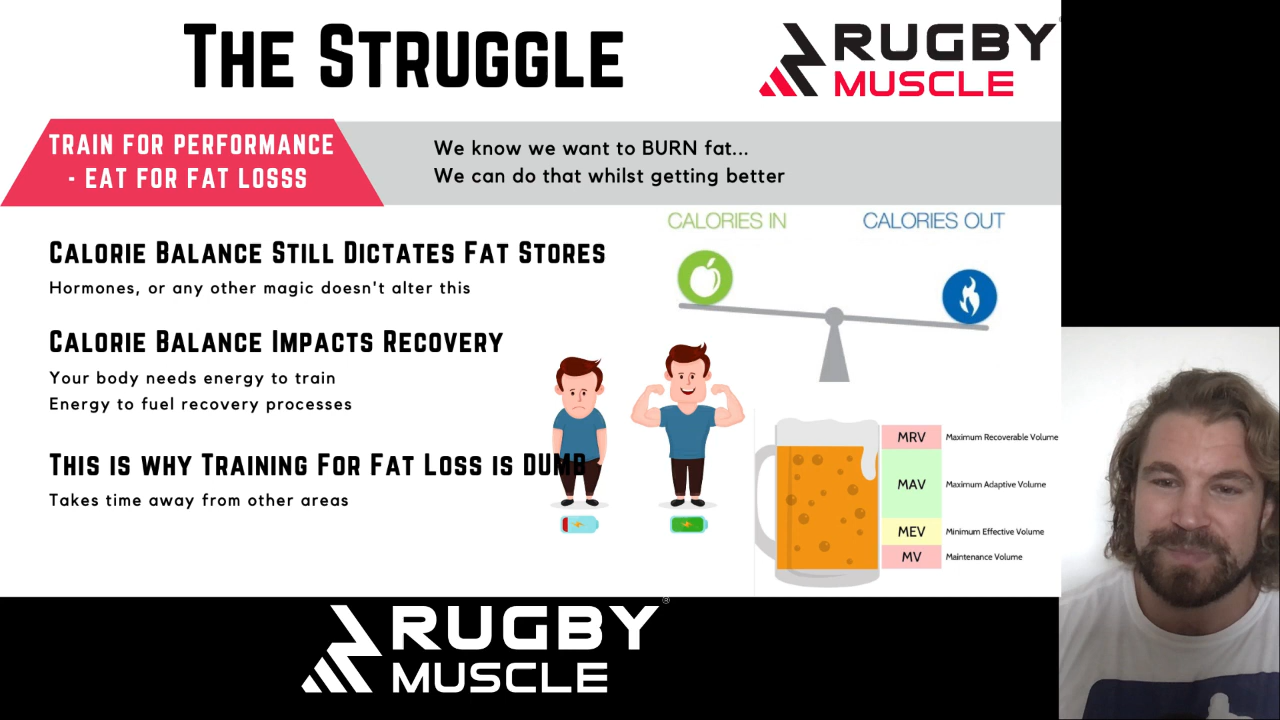 THE STRUGGLE
RUGBY
MUSCLE
TRAIN FOR PERFORMANCE
- EAT FOR FAT LOSSS
We know we want to BURN fat...
We can do that whilst getting better
CALORIES IN
CALORIES OUT
CALORIE BALANCE STILL DICTATES FAT STORES
Hormones, or any other magic doesn't alter this
CALORIE BALANCE IMPACTS RECOVERY
Your body needs energy to train
Energy to fuel recovery processes
THIS IS WHY TRAINING FOR FAT LOSS IS DUMB
Takes time away from other areas
MRV Maximum Recoverable Volume
MAV Maximum Adaptive Volume
MEV Minimum Effective Volume
MV Maintenance Volume
RUGBY ®
MUSCLE